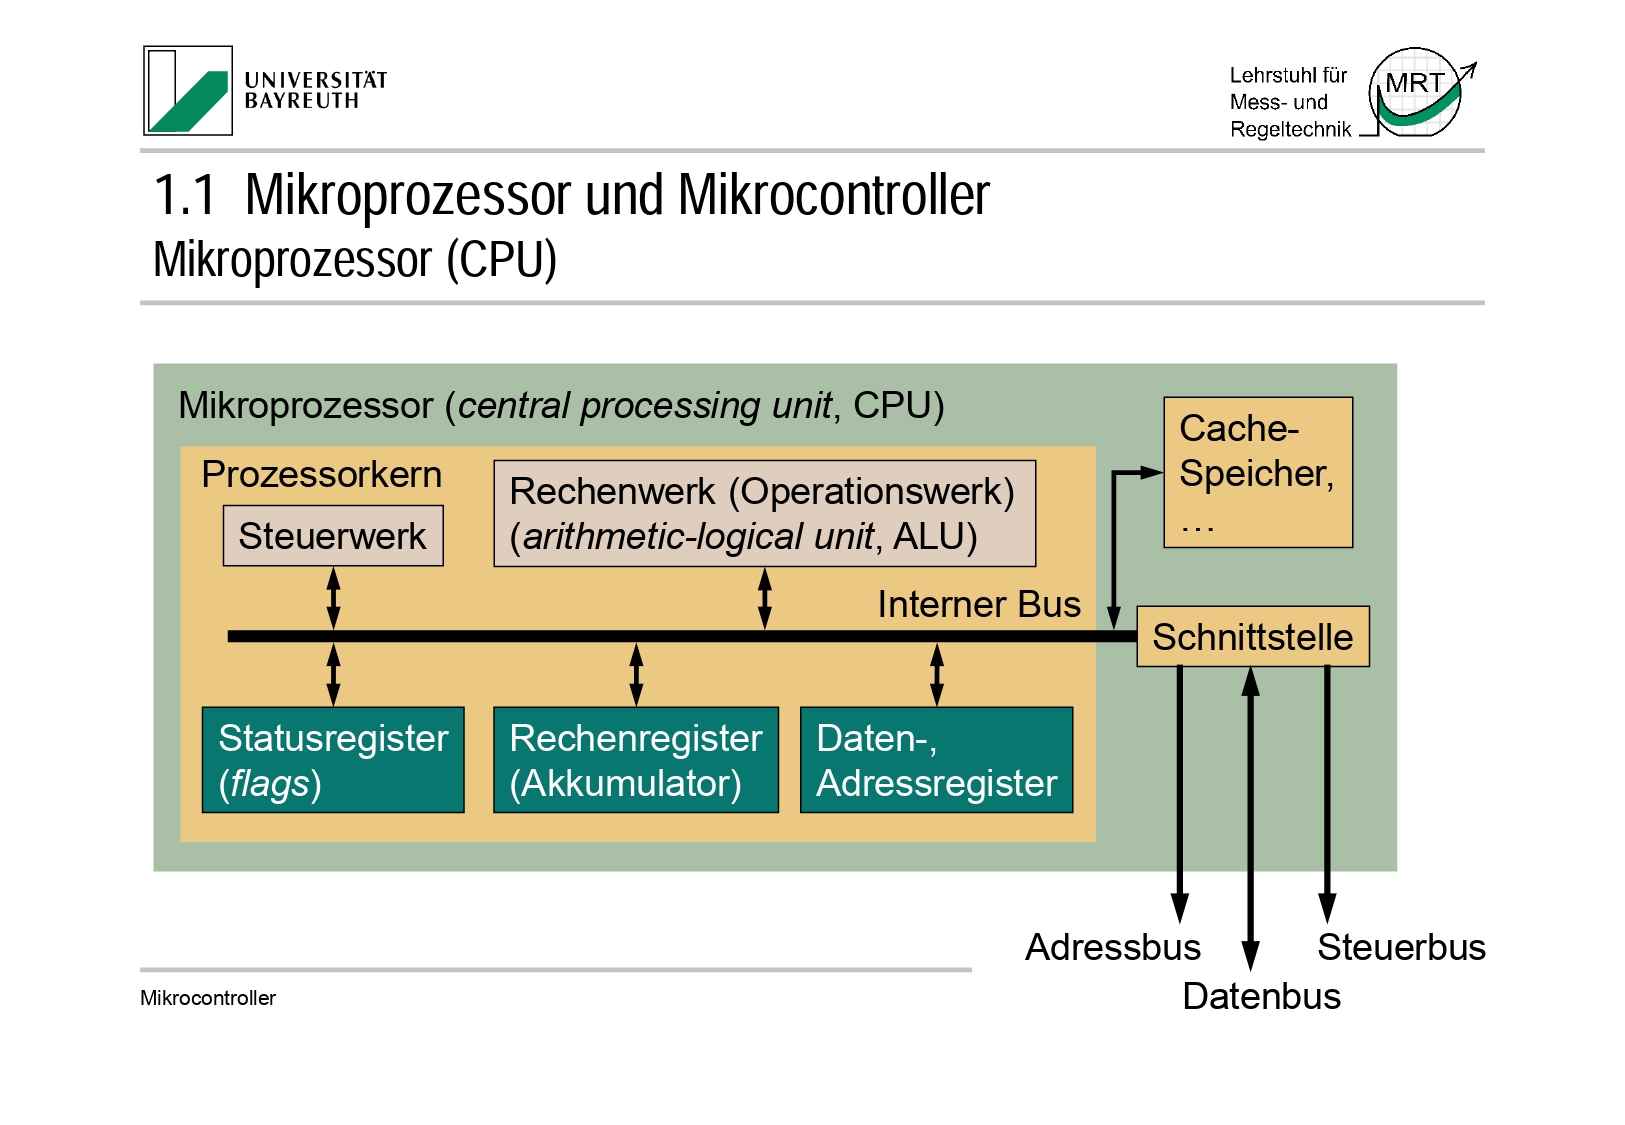 UNIVERSITÄT
BAYREUTH
Lehrstuhl für
Mess- und
Regeltechnik
MRT
1.1 Mikroprozessor und Mikrocontroller
Mikroprozessor (CPU)
Mikroprozessor (central processing unit, CPU)
Prozessorkern
Steuerwerk
Rechenwerk (Operationswerk)
(arithmetic-logical unit, ALU)
Cache-
Speicher,
…
Interner Bus
Schnittstelle
Statusregister
(flags)
Rechenregister
(Akkumulator)
Daten-,
Adressregister
Adressbus
Steuerbus
Datenbus
Mikrocontroller